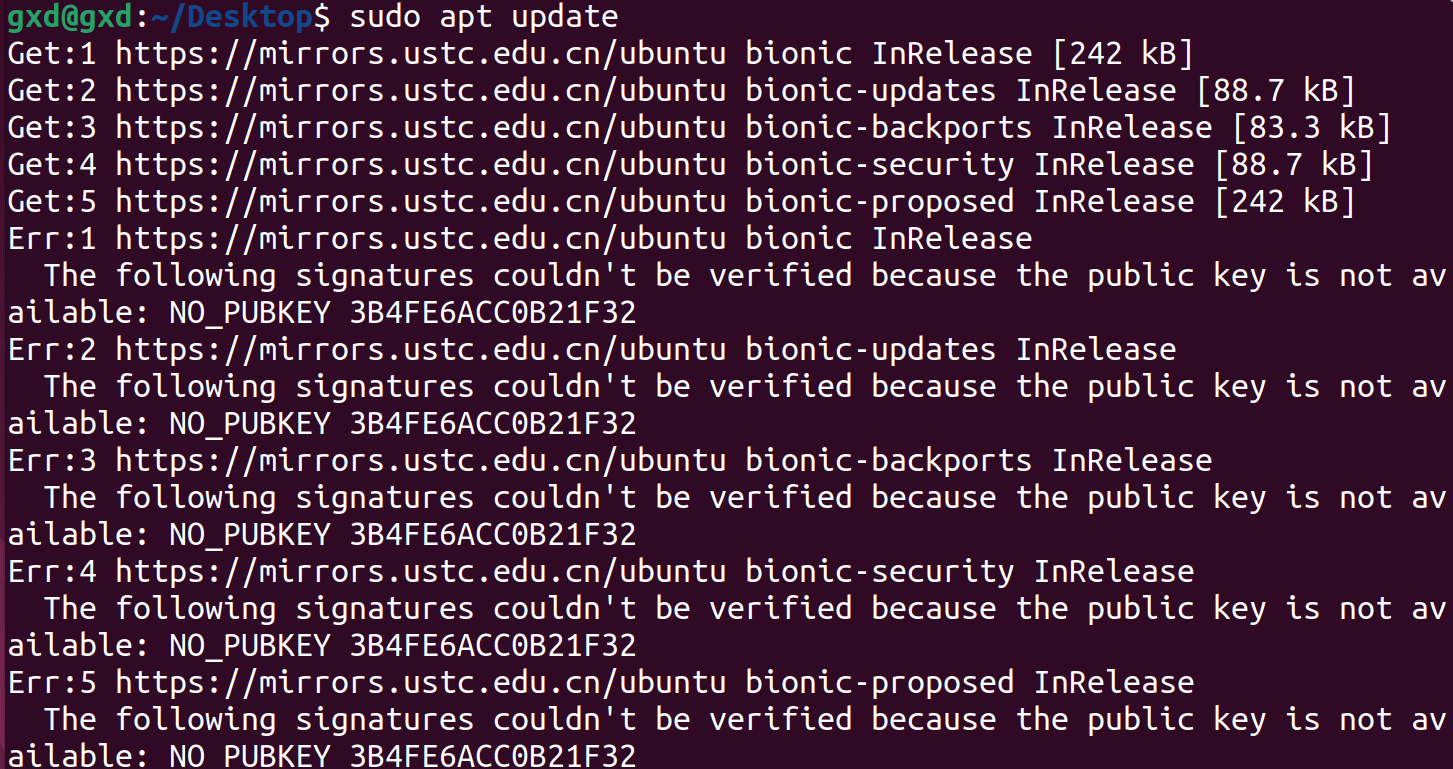 gxd@gxd:~/Desktop$ sudo apt update
Get:1 https://mirrors.ustc.edu.cn/ubuntu bionic InRelease [242 kB]
Get:2 https://mirrors.ustc.edu.cn/ubuntu bionic-updates InRelease [88.7 kB]
Get:3 https://mirrors.ustc.edu.cn/ubuntu bionic-backports InRelease [83.3 kB]
Get:4 https://mirrors.ustc.edu.cn/ubuntu bionic-security InRelease [88.7 kB]
Get:5 https://mirrors.ustc.edu.cn/ubuntu bionic-proposed InRelease [242 kB]
Err:1 https://mirrors.ustc.edu.cn/ubuntu bionic InRelease
  The following signatures couldn't be verified because the public key is not av
ailable: NO_PUBKEY 3B4FE6ACC0B21F32
Err:2 https://mirrors.ustc.edu.cn/ubuntu bionic-updates InRelease
  The following signatures couldn't be verified because the public key is not av
ailable: NO_PUBKEY 3B4FE6ACC0B21F32
Err:3 https://mirrors.ustc.edu.cn/ubuntu bionic-backports InRelease
  The following signatures couldn't be verified because the public key is not av
ailable: NO_PUBKEY 3B4FE6ACC0B21F32
Err:4 https://mirrors.ustc.edu.cn/ubuntu bionic-security InRelease
  The following signatures couldn't be verified because the public key is not av
ailable: NO_PUBKEY 3B4FE6ACC0B21F32
Err:5 https://mirrors.ustc.edu.cn/ubuntu bionic-proposed InRelease
  The following signatures couldn't be verified because the public key is not av
ailable: NO_PUBKEY 3B4FE6ACC0B21F32